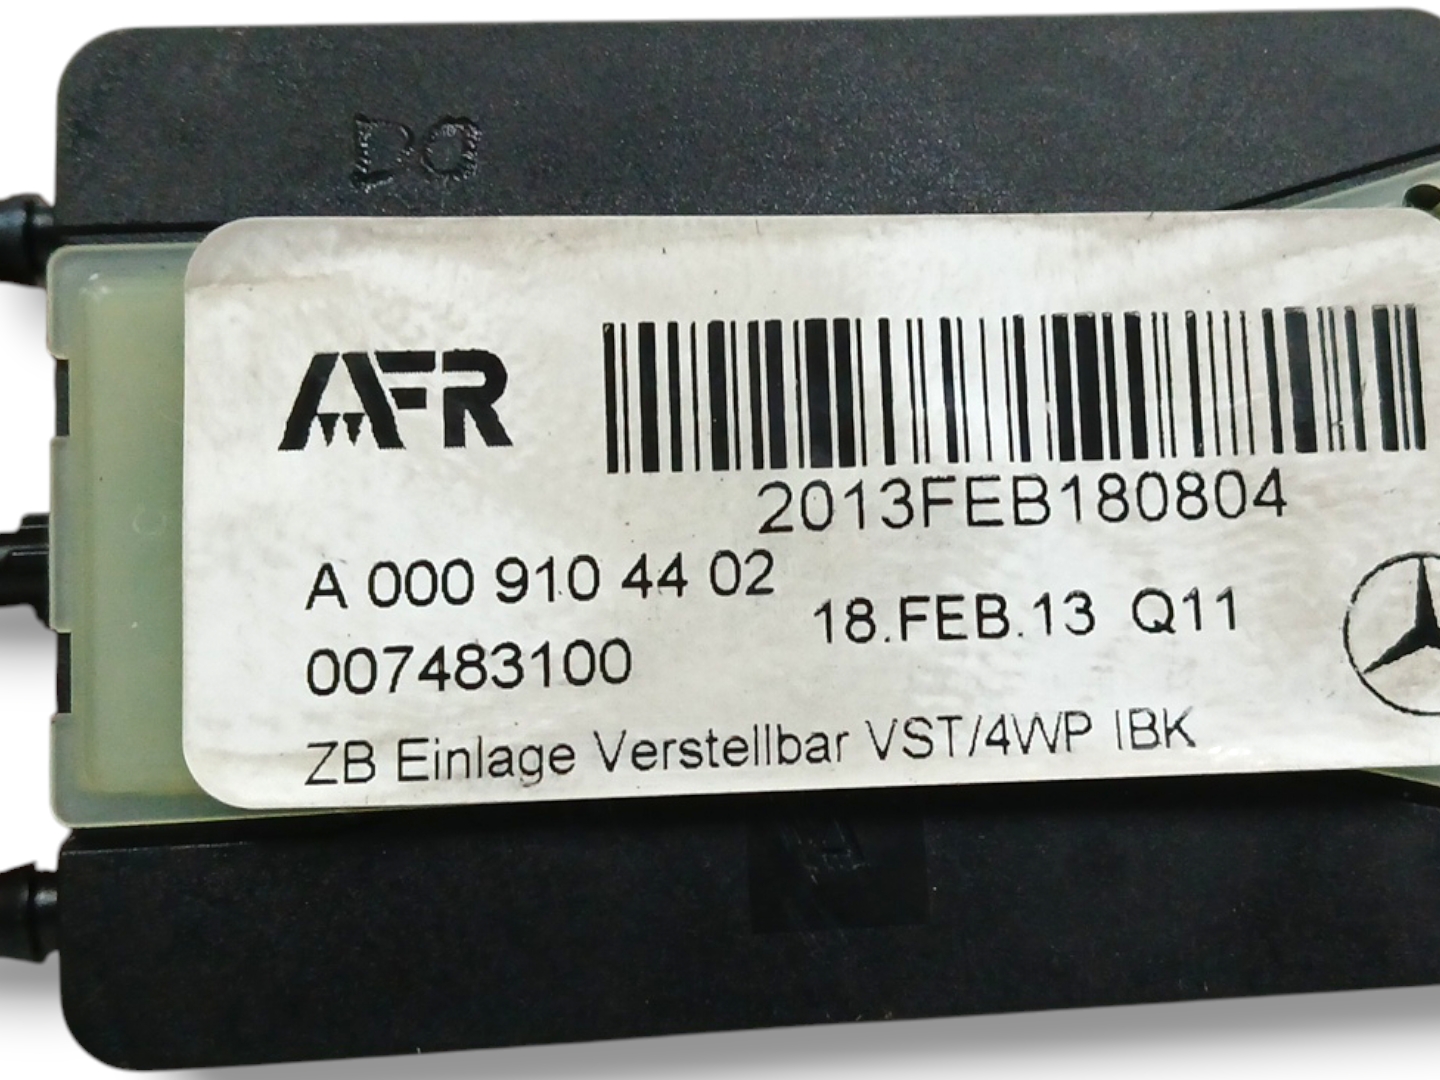 DO
AFR
2013FEB180804
A 000 910 44 02
18.FEB.13 Q11
007483100
ZB Einlage Verstellbar VST/4WP IBK